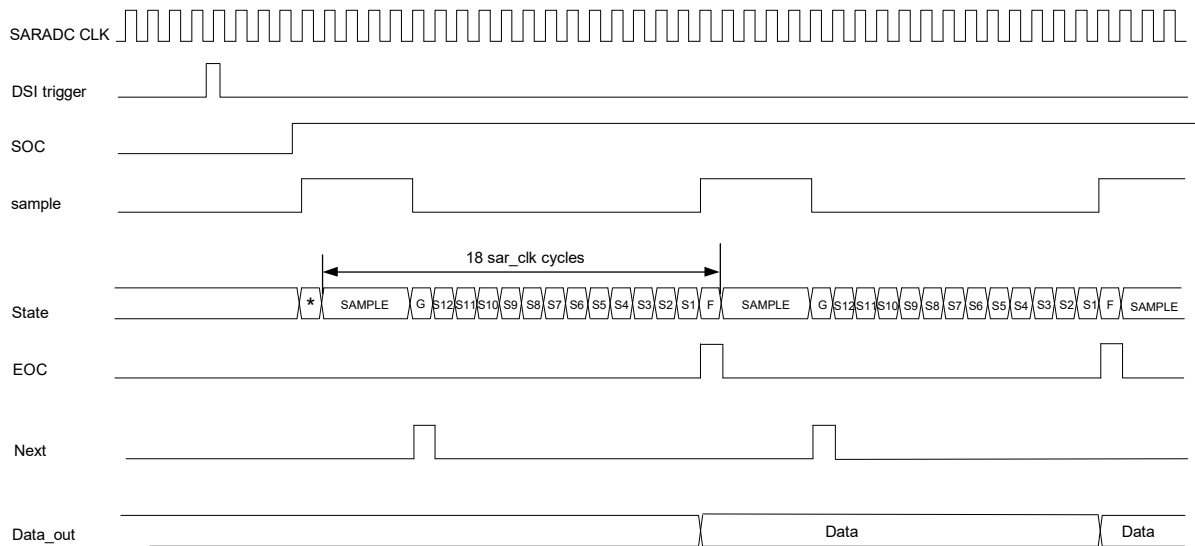 SARADC CLK
DSI trigger
SOC
sample
18 sar_clk cycles
State * SAMPLE G S12 S11 S10 S9 S8 S7 S6 S5 S4 S3 S2 S1 F SAMPLE G S12 S11 S10 S9 S8 S7 S6 S5 S4 S3 S2 S1 F SAMPLE
EOC
Next
Data_out Data Data